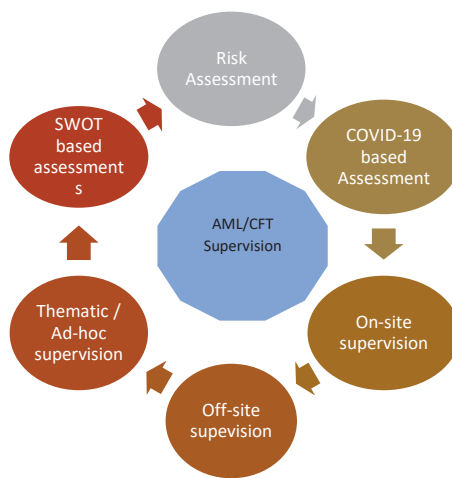 Risk
Assessment
COVID-19
based
Assessment
On-site
supervision
Off-site
supevision
Thematic /
Ad-hoc
supervision
SWOT
based
assessment
s
AML/CFT
Supervision